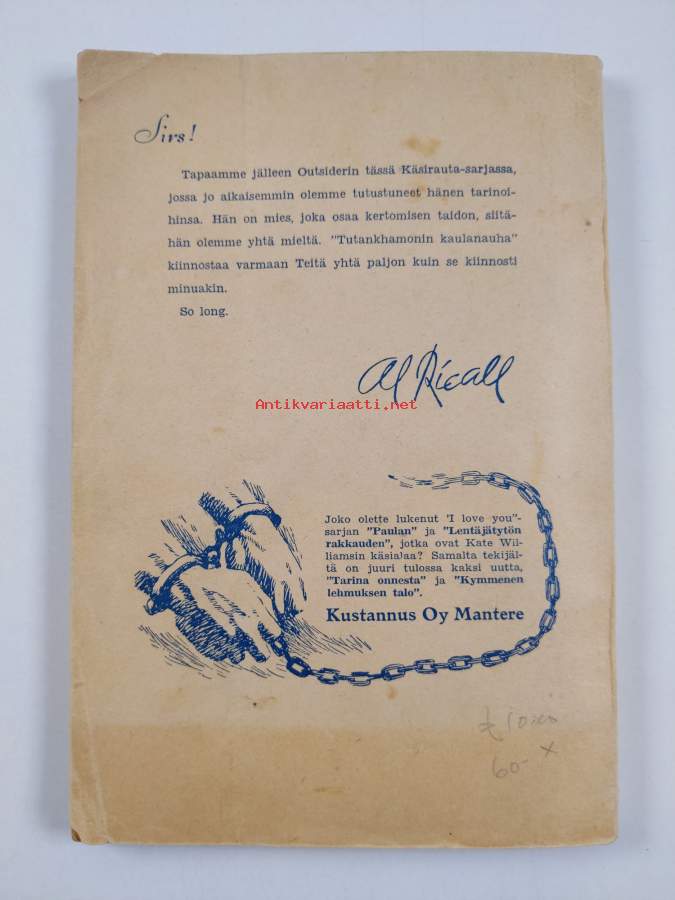 Sirs!
Tapaamme jälleen Outsiderin tässä Käsirauta-sarjassa,
jossa jo aikaisemmin olemme tutustuneet hänen tarinoi-
hinsa. Hän on mies, joka osaa kertomisen taidon, siitä-
hän olemme yhtä mieltä. "Tutankhamonin kaulanauha"
kiinnostaa varmaan Teitä yhtä paljon kuin se kiinnosti
minuakin.
So long.
Al Ricall
Antikvariaatti.net
Joko olette lukenut 'I love you"-
sarjan "Paulan" ja "Lentäjätytön
rakkauden", jotka ovat Kate Wil-
liamsin käsialaa? Samalta tekijäl-
tä on juuri tulossa kaksi uutta,
"Tarina onnesta" ja "Kymmenen
lehmuksen talo".
Kustannus Oy Mantere
60- x